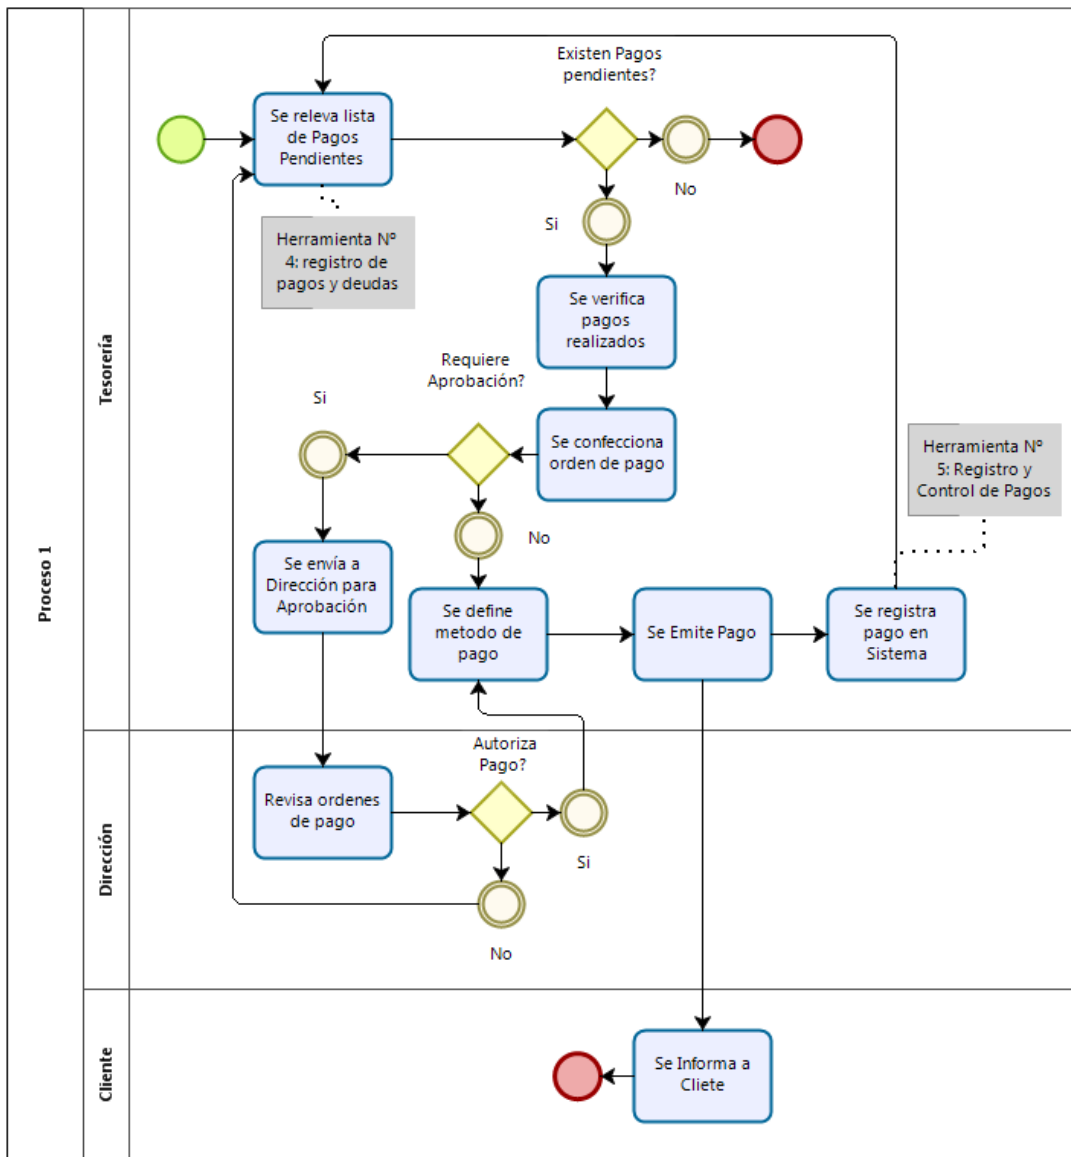 Proceso 1
Tesorería
Existen Pagos
pendientes?
Se releva lista
de Pagos
Pendientes
No
Si
Herramienta Nº
4: registro de
pagos y deudas
Se verifica
pagos
realizados
Requiere
Aprobación?
Si
Se confecciona
orden de pago
Herramienta Nº
5: Registro y
Control de Pagos
No
Se envía a
Dirección para
Aprobación
Se define
metodo de
pago
Se Emite Pago
Se registra
pago en
Sistema
Dirección
Autoriza
Pago?
Revisa ordenes
de pago
Si
No
Cliente
Se Informa a
Cliete